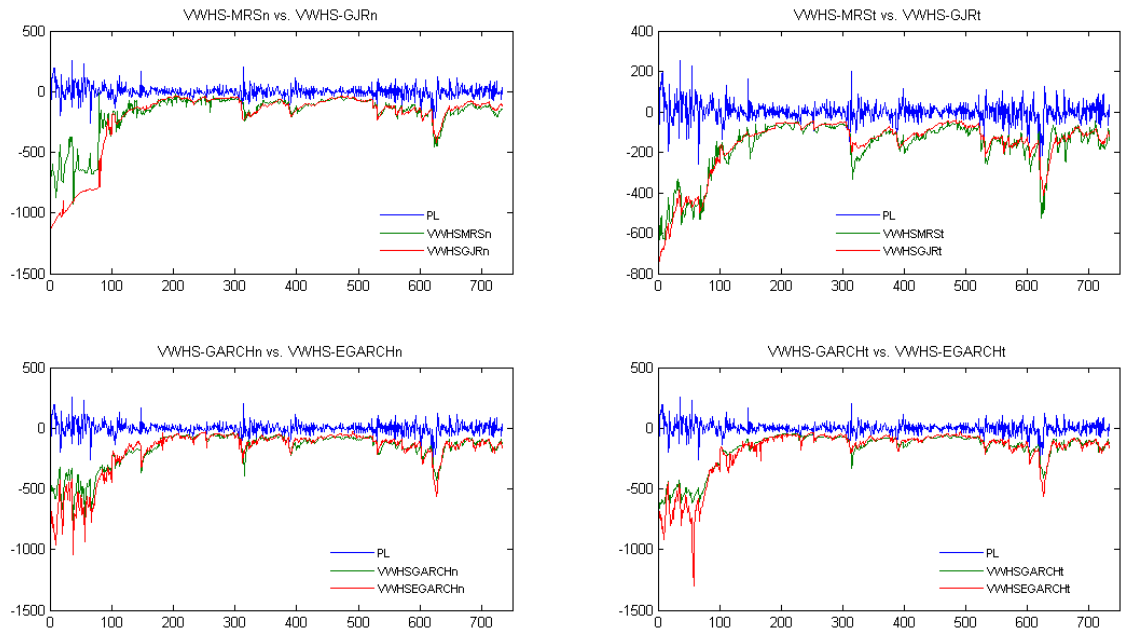 VWHS-MRSn vs. VWHS-GJRn
500
0
-500
-1000
-1500
0 100 200 300 400 500 600 700
PL
VWHSMRSn
VWHSGJRn
VWHS-MRSt vs. VWHS-GJRt
400
200
0
-200
-400
-600
-800
0 100 200 300 400 500 600 700
PL
VWHSMRSt
VWHSGJRt
VWHS-GARCHn vs. VWHS-EGARCHn
500
0
-500
-1000
-1500
0 100 200 300 400 500 600 700
PL
VWHSGARCHn
VWHSEGARCHn
VWHS-GARCHt vs. VWHS-EGARCHt
500
0
-500
-1000
-1500
0 100 200 300 400 500 600 700
PL
VWHSGARCHt
VWHSEGARCHt